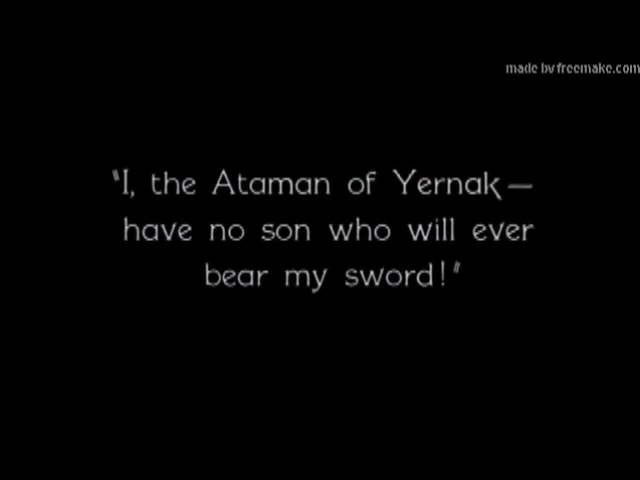 made by freemake.com
"I, the Ataman of Yernak—
have no son who will ever
bear my sword!"